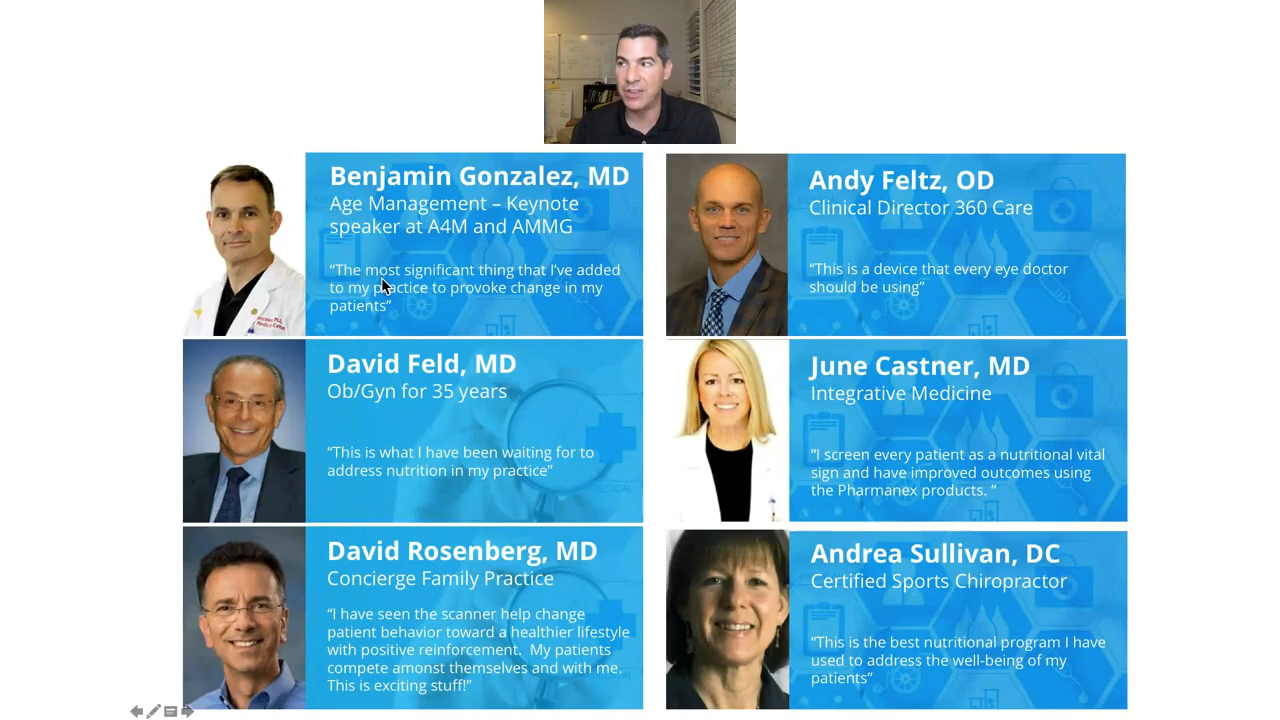 Benjamin Gonzalez, MD
Age Management – Keynote
speaker at A4M and AMMG
“The most significant thing that I’ve added
to my practice to provoke change in my
patients”
Andy Feltz, OD
Clinical Director 360 Care
“This is a device that every eye doctor
should be using”
David Feld, MD
Ob/Gyn for 35 years
“This is what I have been waiting for to
address nutrition in my practice”
June Castner, MD
Integrative Medicine
“I screen every patient as a nutritional vital
sign and have improved outcomes using
the Pharmanex products. ”
David Rosenberg, MD
Concierge Family Practice
“I have seen the scanner help change
patient behavior toward a healthier lifestyle
with positive reinforcement.  My patients
compete amonst themselves and with me.
This is exciting stuff!”
Andrea Sullivan, DC
Certified Sports Chiropractor
“This is the best nutritional program I have
used to address the well-being of my
patients”